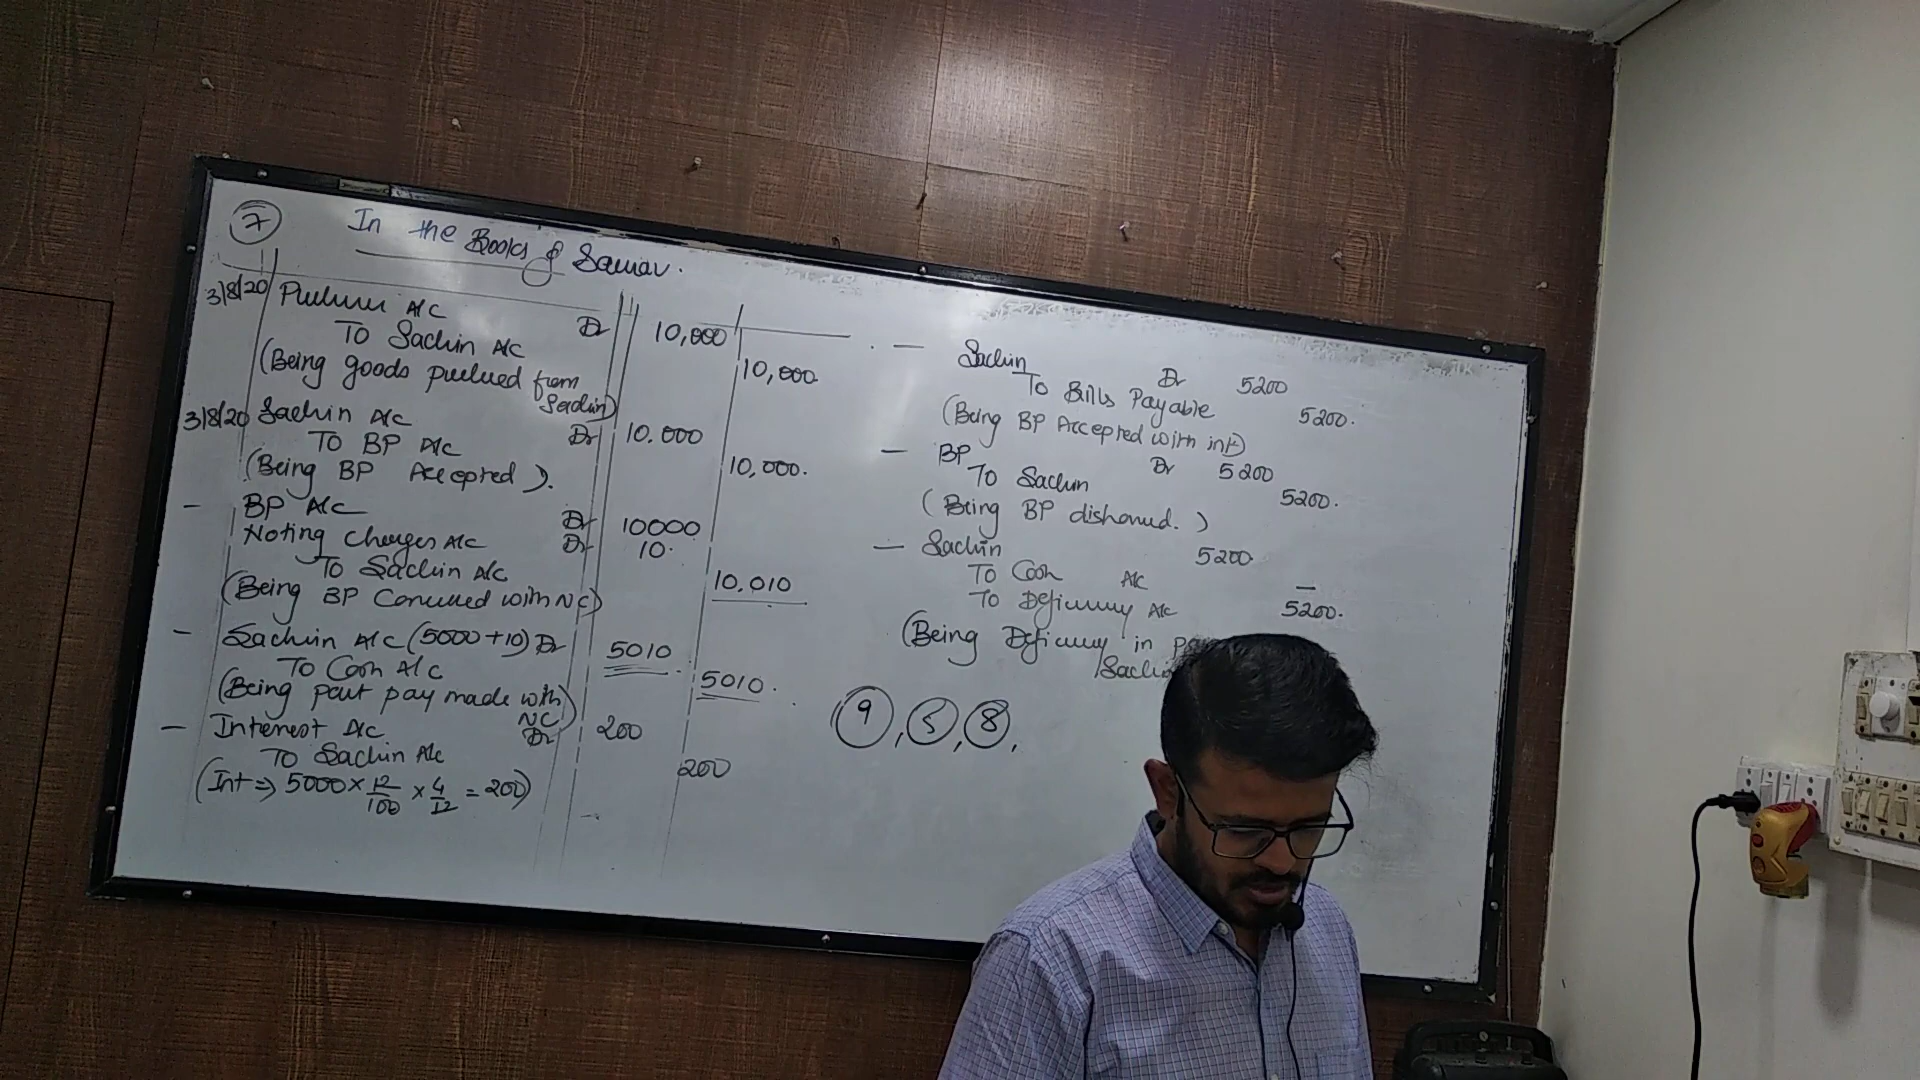 7
In the Books of Saurav.
3/8/20 Purchase A/c Dr 10,000
To Sachin A/c 10,000
(Being goods purchased from
Sachin)
3/8/20 Sachin A/c Dr 10.000
To BP A/c 10,000.
(Being BP Accepted).
- BP A/c Dr 10000
Noting Charges A/c Dr 10.
To Sachin A/c 10.010
(Being BP Cancelled with NC)
- Sachin A/c (5000+10) Dr 5010
To Cash A/c 5010.
(Being part pay made with
NC)
- Interest A/c Dr 200
To Sachin A/c 200
(Int => 5000 × 12/100 × 4/12 = 200)
- Sachin Dr 5200
To Bills Payable 5200.
(Being BP Accepted with int)
- BP Dr 5200
To Sachin 5200.
(Being BP dishonured.)
- Sachin 5200
To Cash A/c -
To Deficiency A/c 5200.
(Being Deficiency in
9, 5, 8,